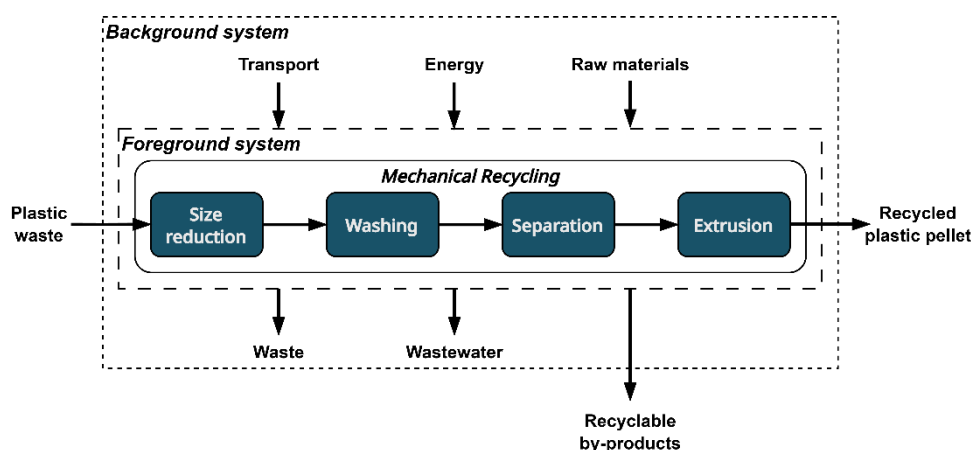 Background system
Transport
Energy
Raw materials
Foreground system
Mechanical Recycling
Plastic
waste
Size
reduction
Washing
Separation
Extrusion
Recycled
plastic pellet
Waste
Wastewater
Recyclable
by-products